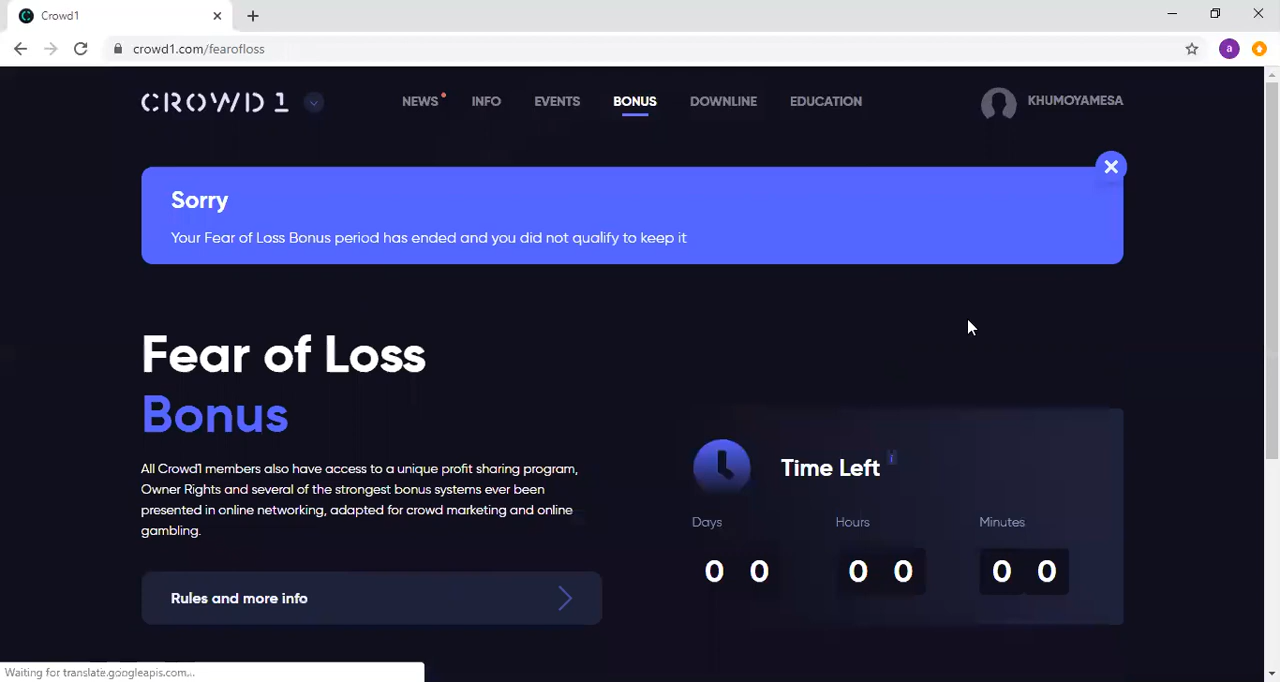 Crowd1
crowd1.com/fearofloss
a
CROWD1 NEWS INFO EVENTS BONUS DOWNLINE EDUCATION KHUMOYAMESA
Sorry
Your Fear of Loss Bonus period has ended and you did not qualify to keep it
Fear of Loss
Bonus
All Crowd1 members also have access to a unique profit sharing program,
Owner Rights and several of the strongest bonus systems ever been
presented in online networking, adapted for crowd marketing and online
gambling.
Rules and more info
Time Left i
Days Hours Minutes
0 0 0 0 0 0
Waiting for translate.googleapis.com...